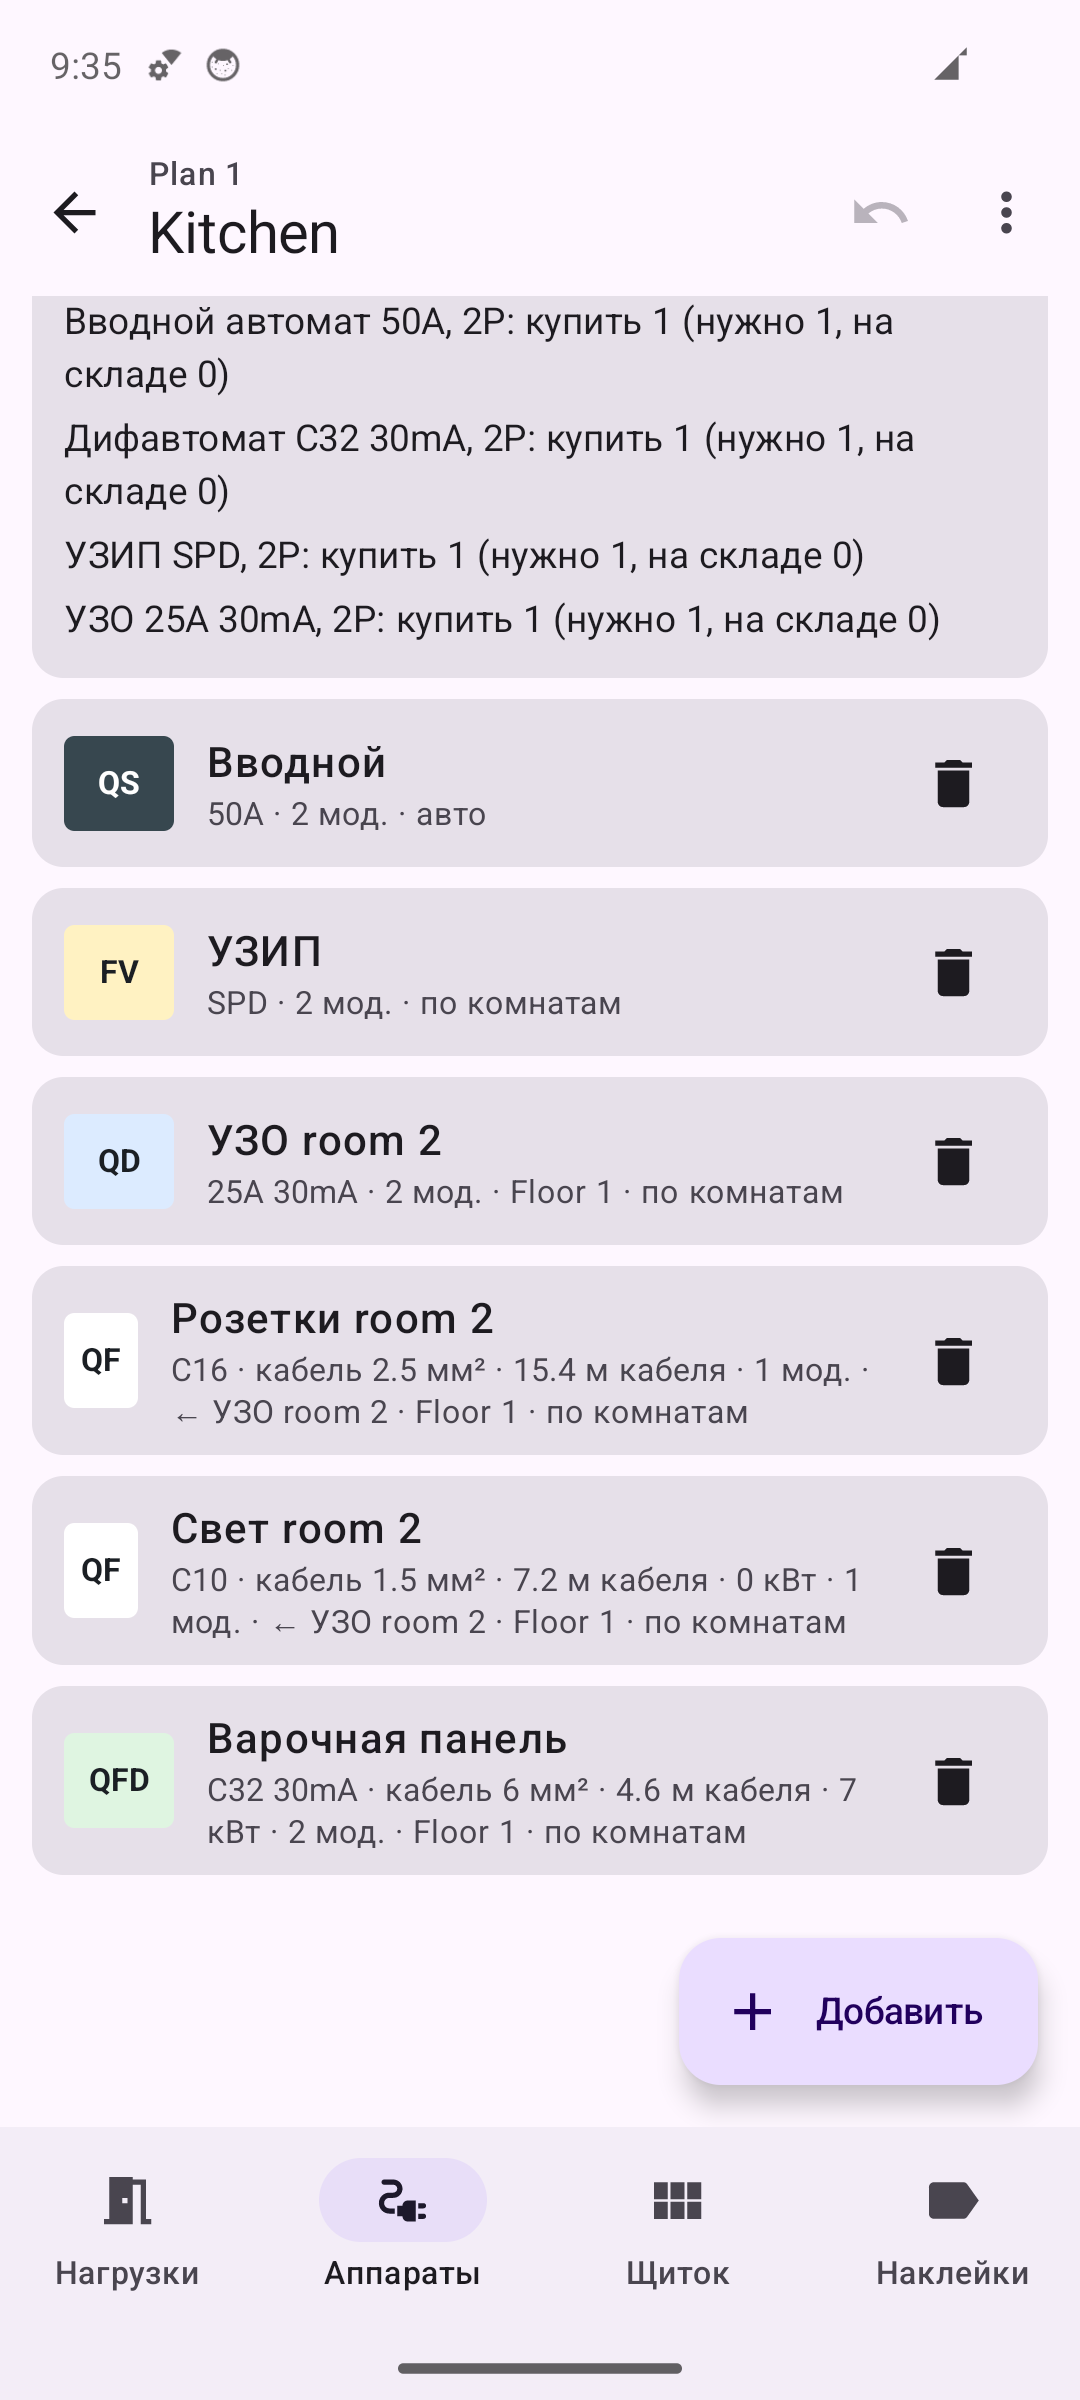 9:35
Plan 1
Kitchen
Вводной автомат 50A, 2P: купить 1 (нужно 1, на
складе 0)
Дифавтомат C32 30mA, 2P: купить 1 (нужно 1, на
складе 0)
УЗИП SPD, 2P: купить 1 (нужно 1, на складе 0)
УЗО 25A 30mA, 2P: купить 1 (нужно 1, на складе 0)
QS
Вводной
50A · 2 мод. · авто
FV
УЗИП
SPD · 2 мод. · по комнатам
QD
УЗО room 2
25A 30mA · 2 мод. · Floor 1 · по комнатам
QF
Розетки room 2
C16 · кабель 2.5 мм² · 15.4 м кабеля · 1 мод. ·
← УЗО room 2 · Floor 1 · по комнатам
QF
Свет room 2
C10 · кабель 1.5 мм² · 7.2 м кабеля · 0 кВт · 1
мод. · ← УЗО room 2 · Floor 1 · по комнатам
QFD
Варочная панель
C32 30mA · кабель 6 мм² · 4.6 м кабеля · 7
кВт · 2 мод. · Floor 1 · по комнатам
Добавить
Нагрузки
Аппараты
Щиток
Наклейки